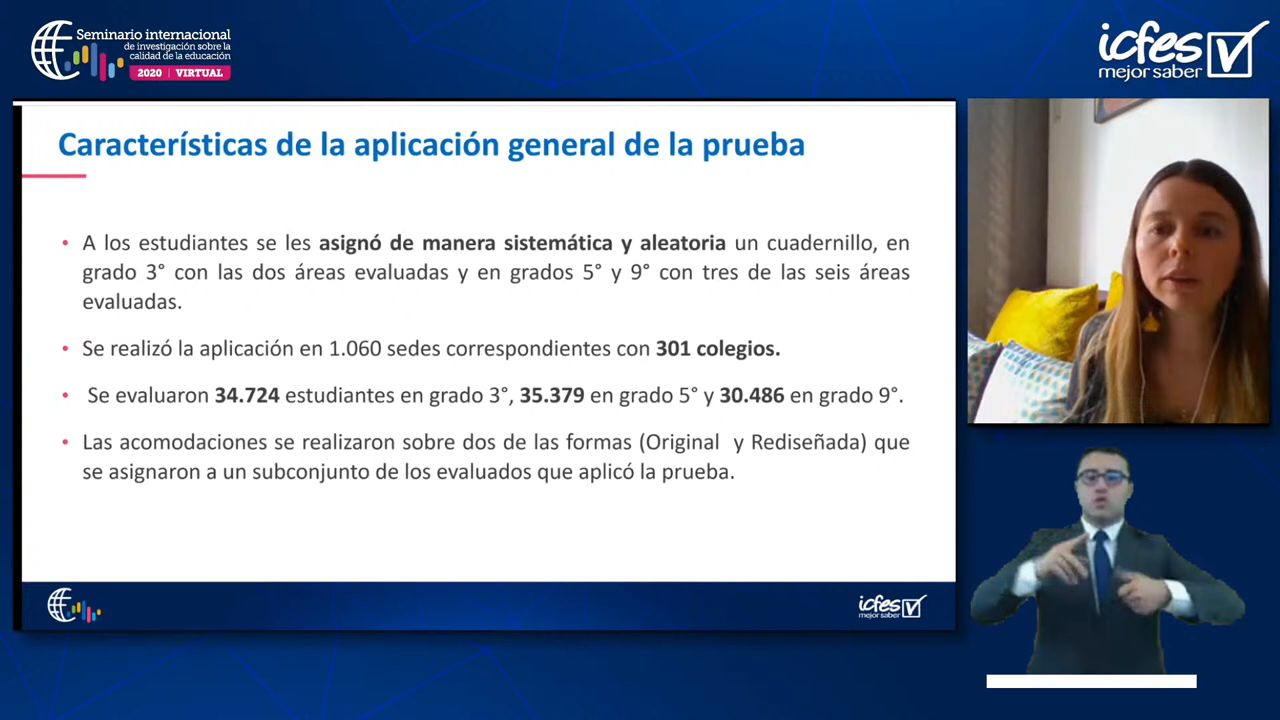 Seminario internacional
de investigación sobre la
calidad de la educación
2020 | VIRTUAL
icfes
mejor saber
Características de la aplicación general de la prueba
• A los estudiantes se les asignó de manera sistemática y aleatoria un cuadernillo, en
grado 3° con las dos áreas evaluadas y en grados 5° y 9° con tres de las seis áreas
evaluadas.
• Se realizó la aplicación en 1.060 sedes correspondientes con 301 colegios.
• Se evaluaron 34.724 estudiantes en grado 3°, 35.379 en grado 5° y 30.486 en grado 9°.
• Las acomodaciones se realizaron sobre dos de las formas (Original y Rediseñada) que
se asignaron a un subconjunto de los evaluados que aplicó la prueba.
icfes
mejor saber